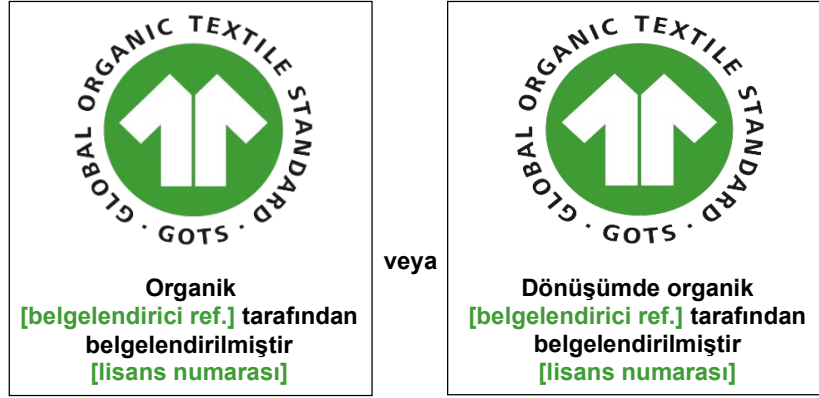 GLOBAL ORGANIC TEXTILE STANDARD · GOTS ·
Organik
[belgelendirici ref.] tarafından
belgelendirilmiştir
[lisans numarası]
veya
GLOBAL ORGANIC TEXTILE STANDARD · GOTS ·
Dönüşümde organik
[belgelendirici ref.] tarafından
belgelendirilmiştir
[lisans numarası]